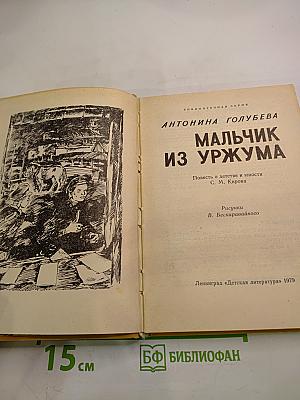 БИБЛИОТЕЧНАЯ СЕРИЯ
АНТОНИНА ГОЛУБЕВА
МАЛЬЧИК
ИЗ УРЖУМА
Повесть о детстве и юности
С. М. Кирова
Рисунки
В. Бескаравайного
Ленинград «Детская литература» 1979
15 см
БФ БИБЛИОФАН